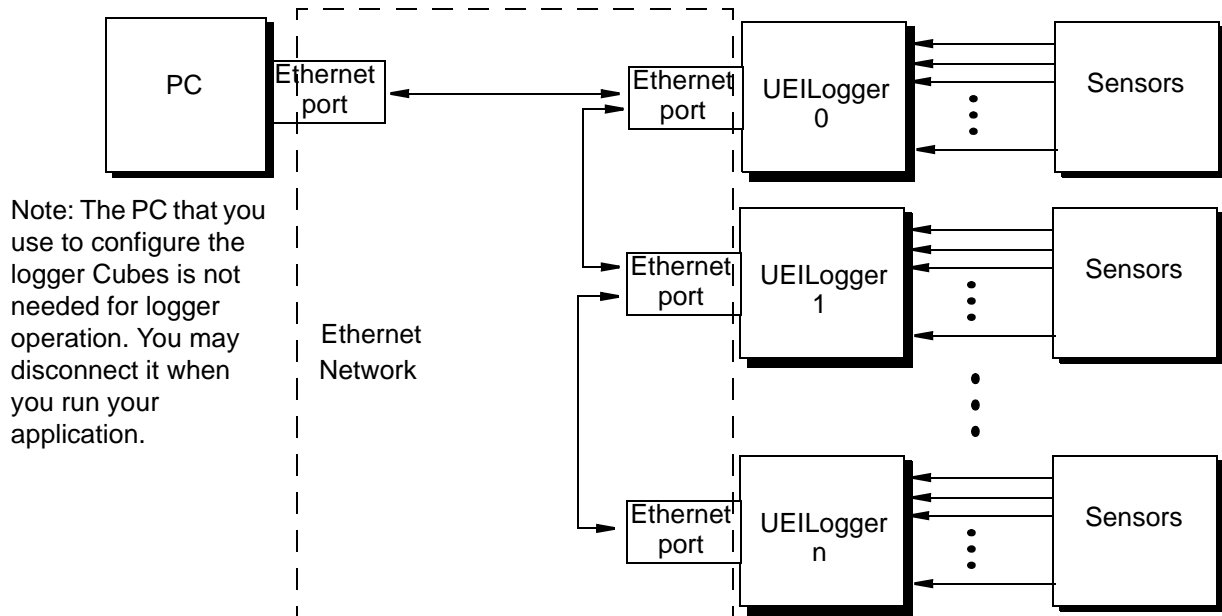 PC
Ethernet
port
Ethernet
port
UEILogger
0
Sensors
Note: The PC that you
use to configure the
logger Cubes is not
needed for logger
operation. You may
disconnect it when
you run your
application.
Ethernet
Network
Ethernet
port
UEILogger
1
Sensors
Ethernet
port
UEILogger
n
Sensors